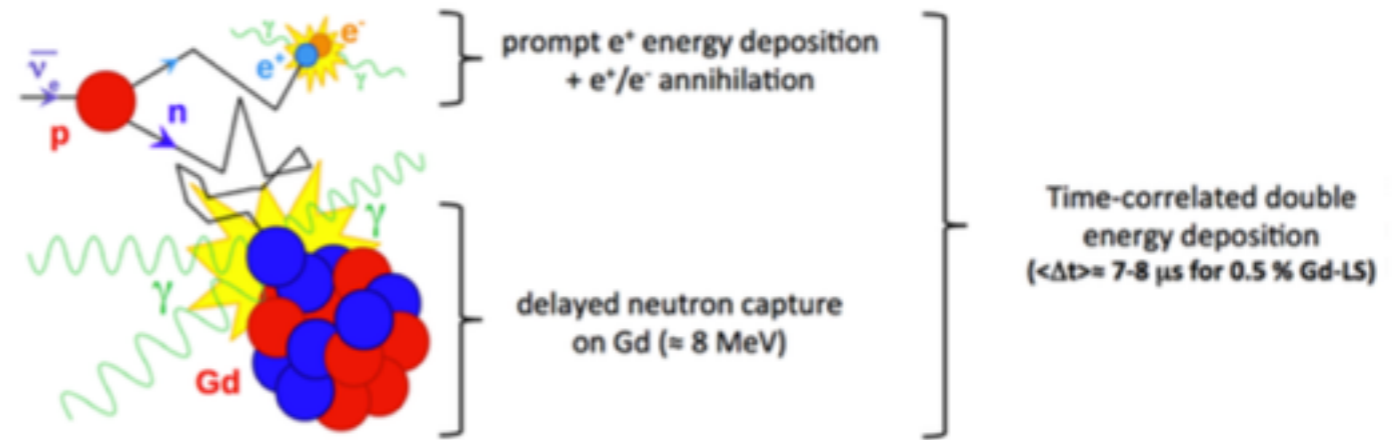 ν̅e
p
n
γ
e⁺
e⁻
γ
prompt e⁺ energy deposition
+ e⁺/e⁻ annihilation
γ
γ
Gd
delayed neutron capture
on Gd (≈ 8 MeV)
Time-correlated double
energy deposition
(<Δt>≈ 7-8 μs for 0.5 % Gd-LS)